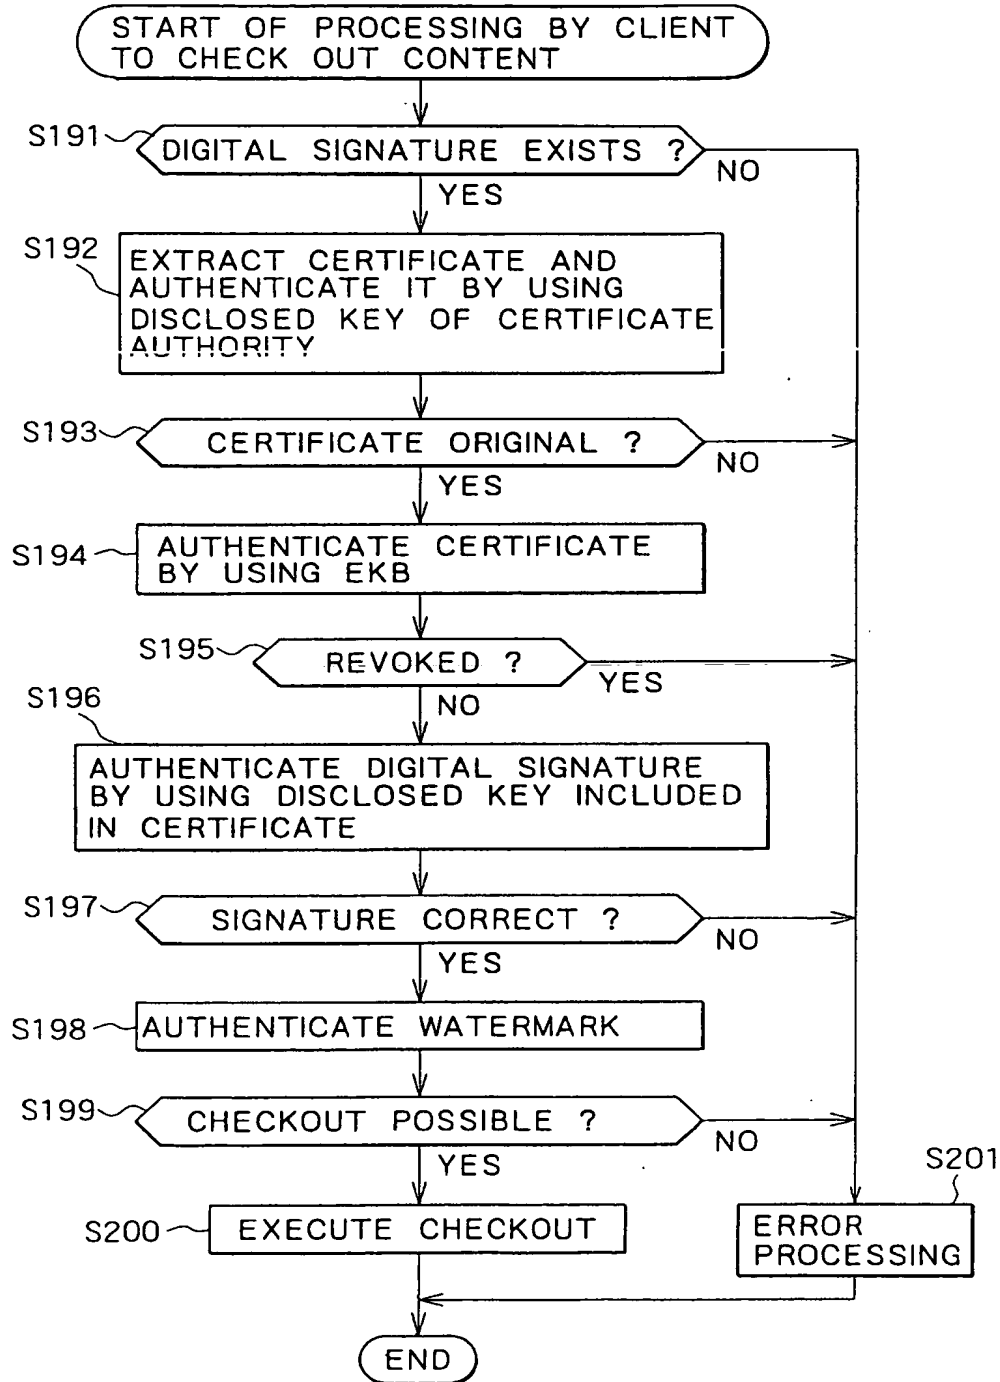 START OF PROCESSING BY CLIENT
TO CHECK OUT CONTENT
S191
DIGITAL SIGNATURE EXISTS ?
NO
YES
S192
EXTRACT CERTIFICATE AND
AUTHENTICATE IT BY USING
DISCLOSED KEY OF CERTIFICATE
AUTHORITY
S193
CERTIFICATE ORIGINAL ?
NO
YES
S194
AUTHENTICATE CERTIFICATE
BY USING EKB
S195
REVOKED ?
YES
NO
S196
AUTHENTICATE DIGITAL SIGNATURE
BY USING DISCLOSED KEY INCLUDED
IN CERTIFICATE
S197
SIGNATURE CORRECT ?
NO
YES
S198
AUTHENTICATE WATERMARK
S199
CHECKOUT POSSIBLE ?
NO
YES
S200
EXECUTE CHECKOUT
S201
ERROR
PROCESSING
END